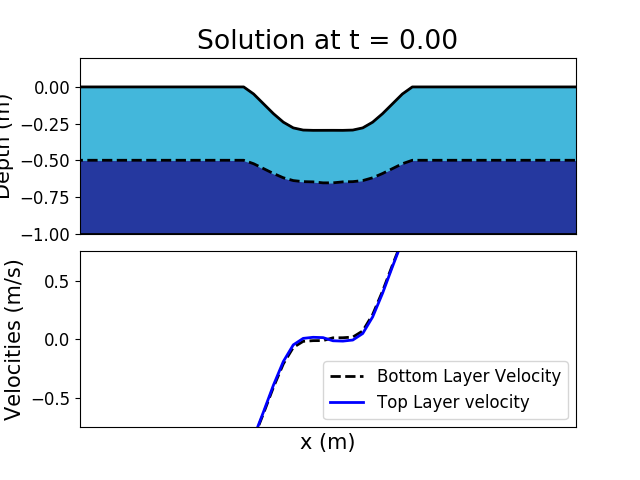 Solution at t = 0.00
0.00
−0.25
−0.50
−0.75
−1.00
Depth (m)
0.5
0.0
−0.5
Velocities (m/s)
Bottom Layer Velocity
Top Layer velocity
x (m)